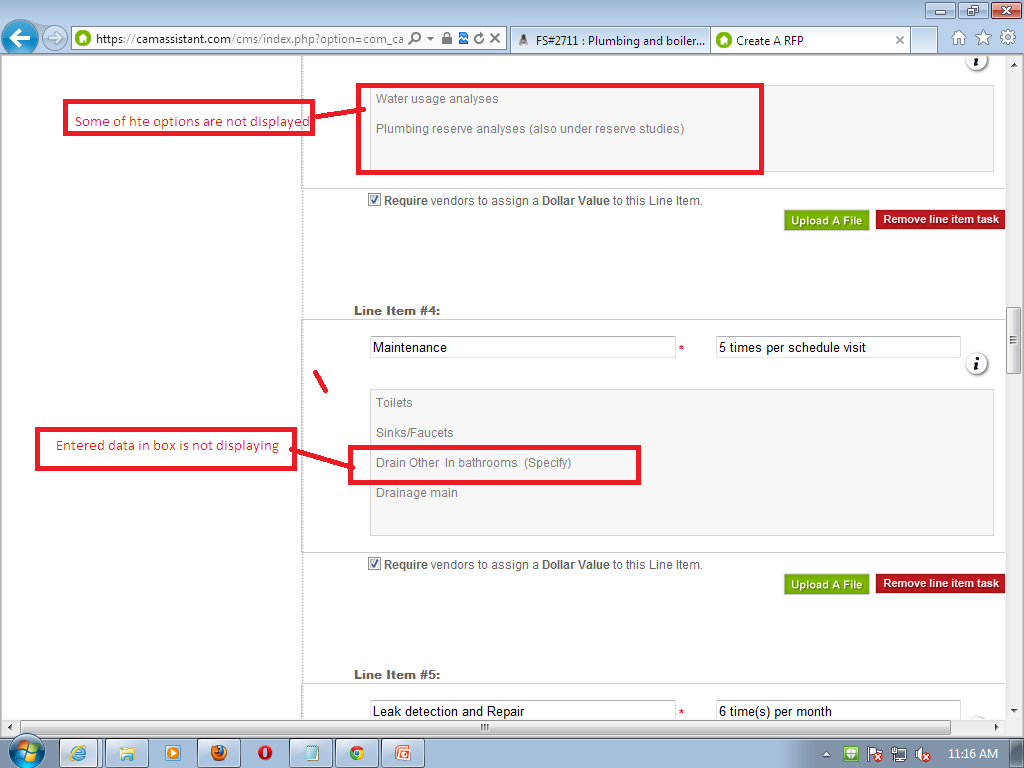 https://camassistant.com/cms/index.php?option=com_ca
FS#2711 : Plumbing and boiler...
Create A RFP
Some of hte options are not displayed
Water usage analyses
Plumbing reserve analyses (also under reserve studies)
Require vendors to assign a Dollar Value to this Line Item.
Upload A File
Remove line item task
Line Item #4:
Maintenance
*
5 times per schedule visit
i
Toilets
Sinks/Faucets
Entered data in box is not displaying
Drain Other In bathrooms (Specify)
Drainage main
Require vendors to assign a Dollar Value to this Line Item.
Upload A File
Remove line item task
Line Item #5:
Leak detection and Repair
*
6 time(s) per month
11:16 AM